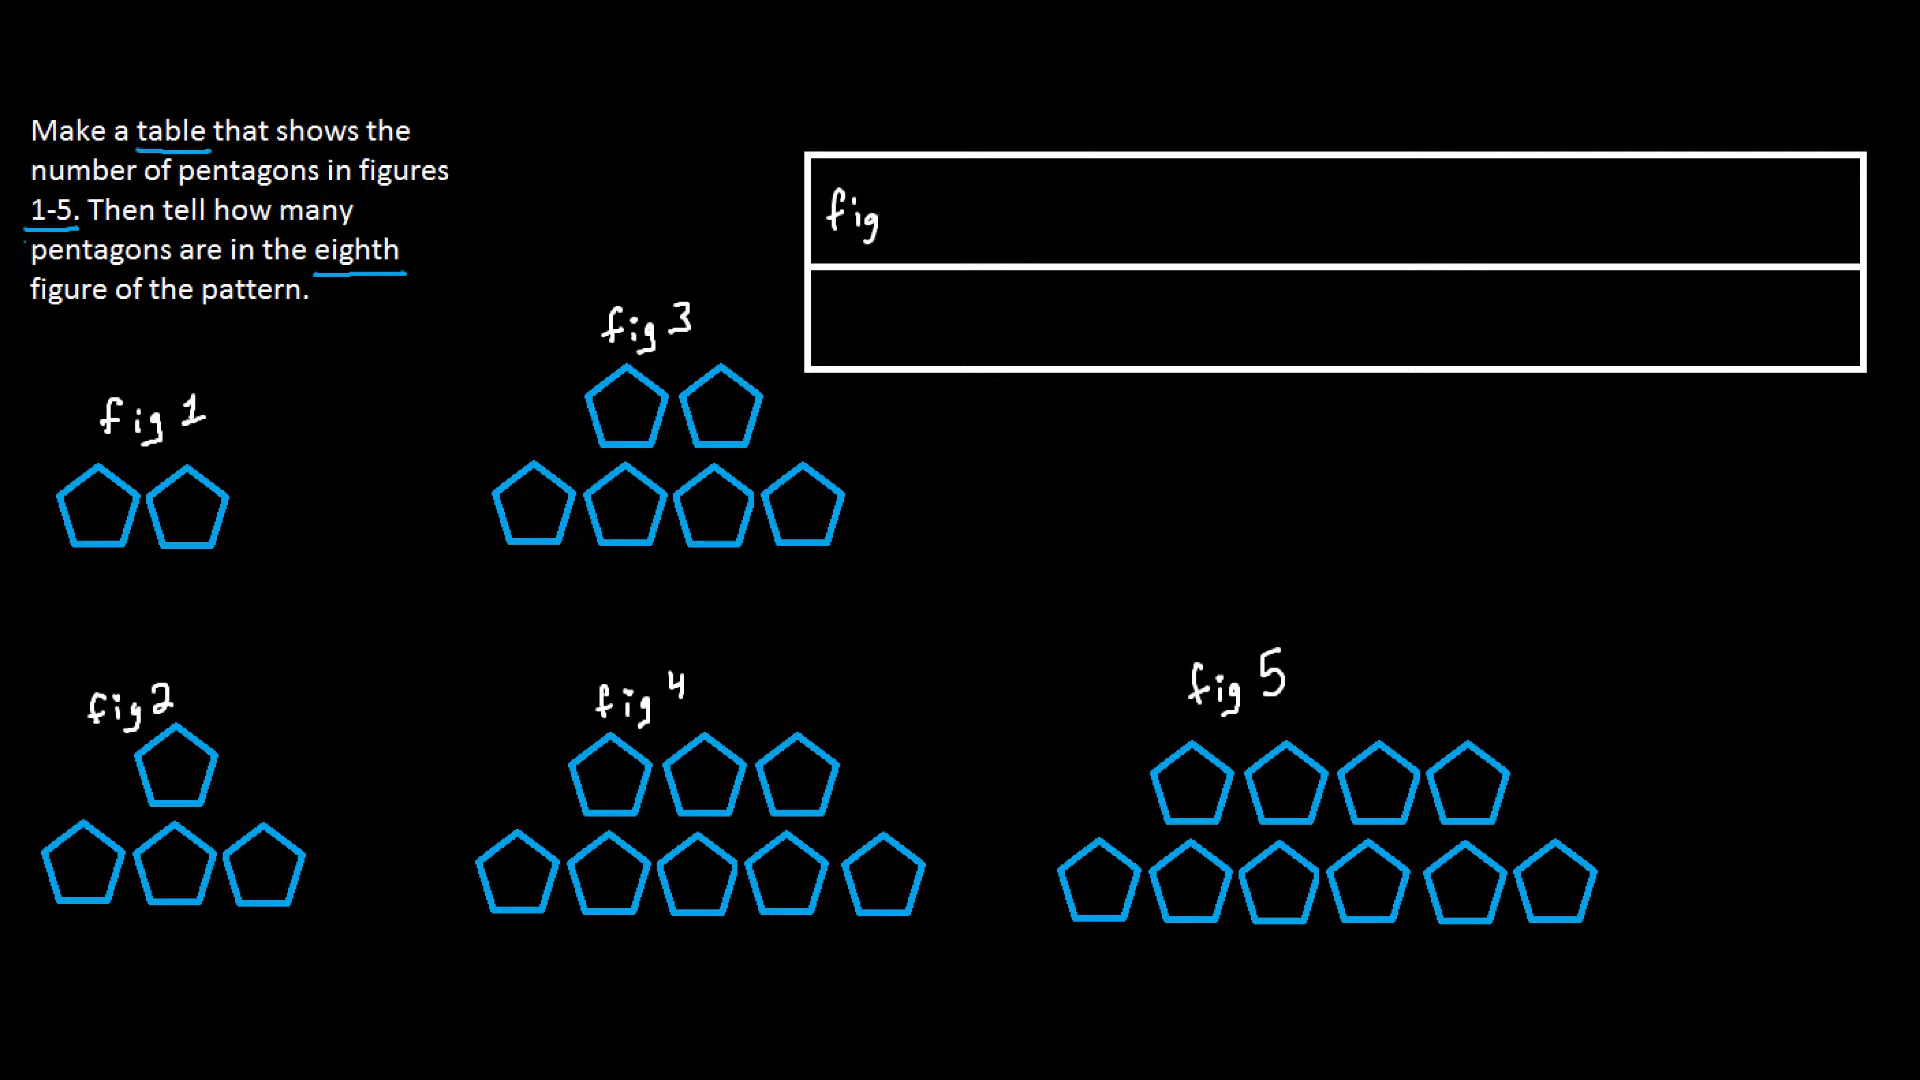 Make a table that shows the
number of pentagons in figures
1-5. Then tell how many
pentagons are in the eighth
figure of the pattern.
fig
fig 3
fig 1
fig 2
fig 4
fig 5